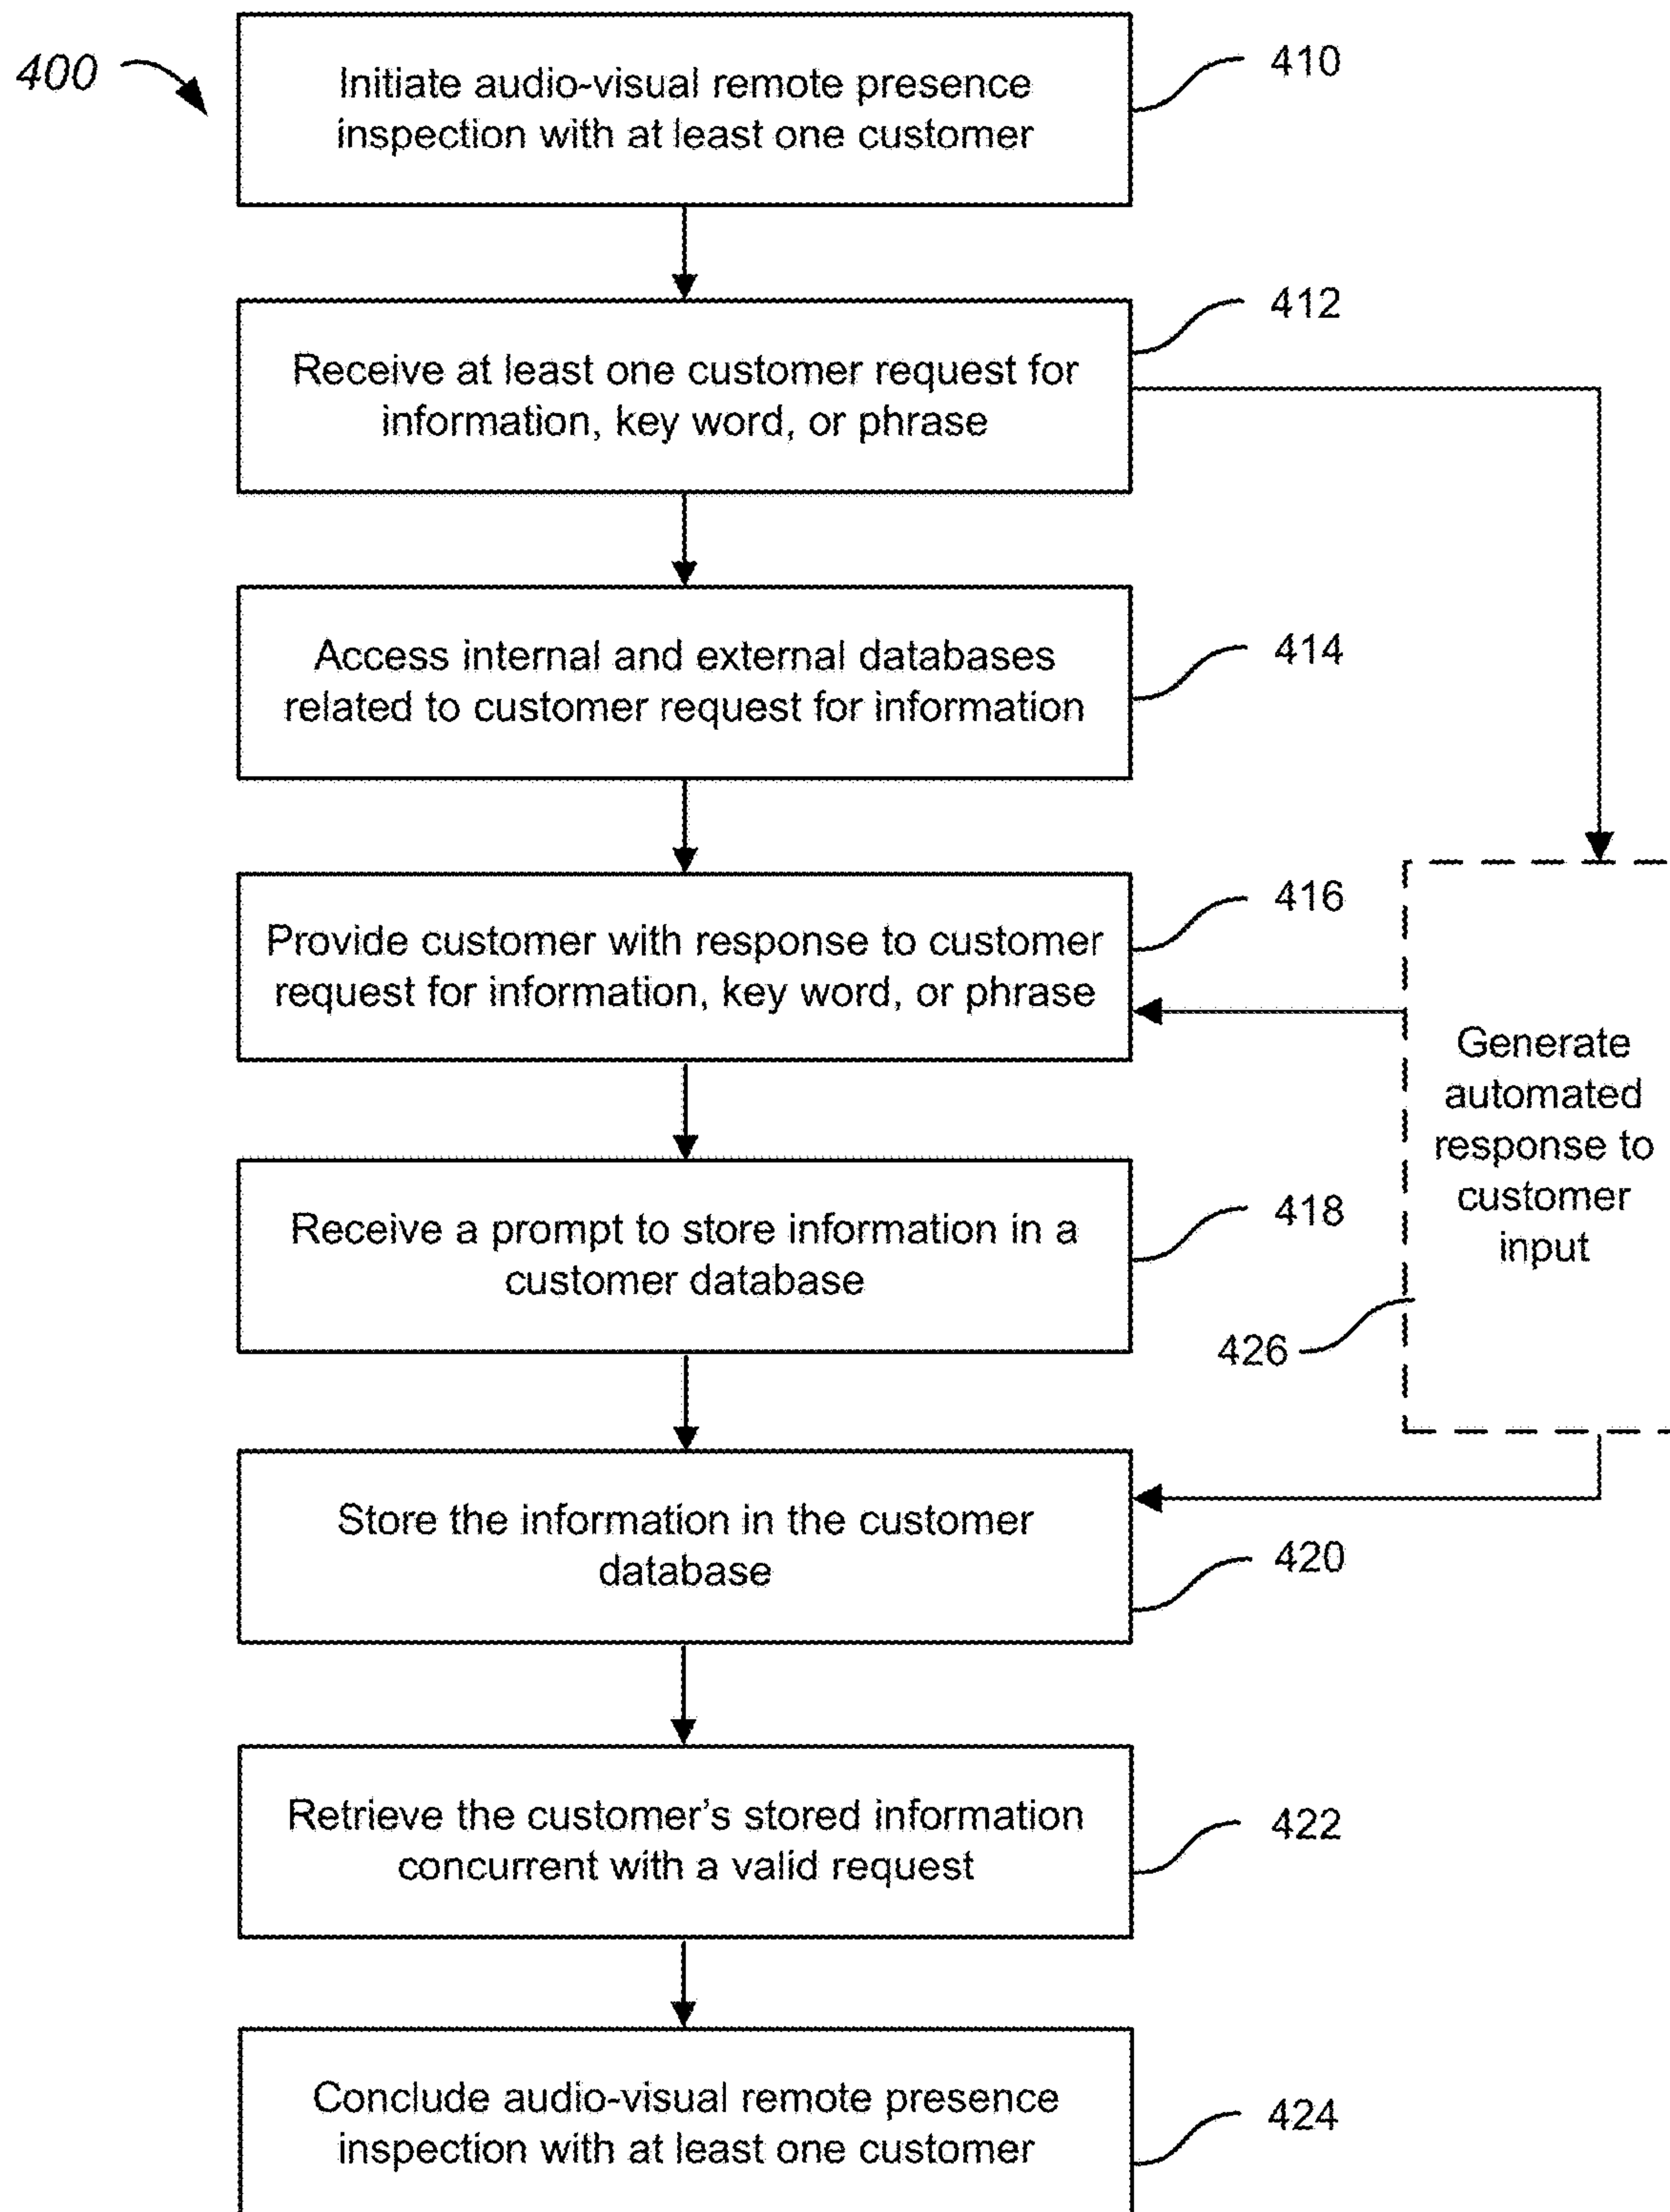 400
Initiate audio-visual remote presence
inspection with at least one customer
410
Receive at least one customer request for
information, key word, or phrase
412
Access internal and external databases
related to customer request for information
414
Provide customer with response to customer
request for information, key word, or phrase
416
Generate
automated
response to
customer
input
426
Receive a prompt to store information in a
customer database
418
Store the information in the customer
database
420
Retrieve the customer's stored information
concurrent with a valid request
422
Conclude audio-visual remote presence
inspection with at least one customer
424